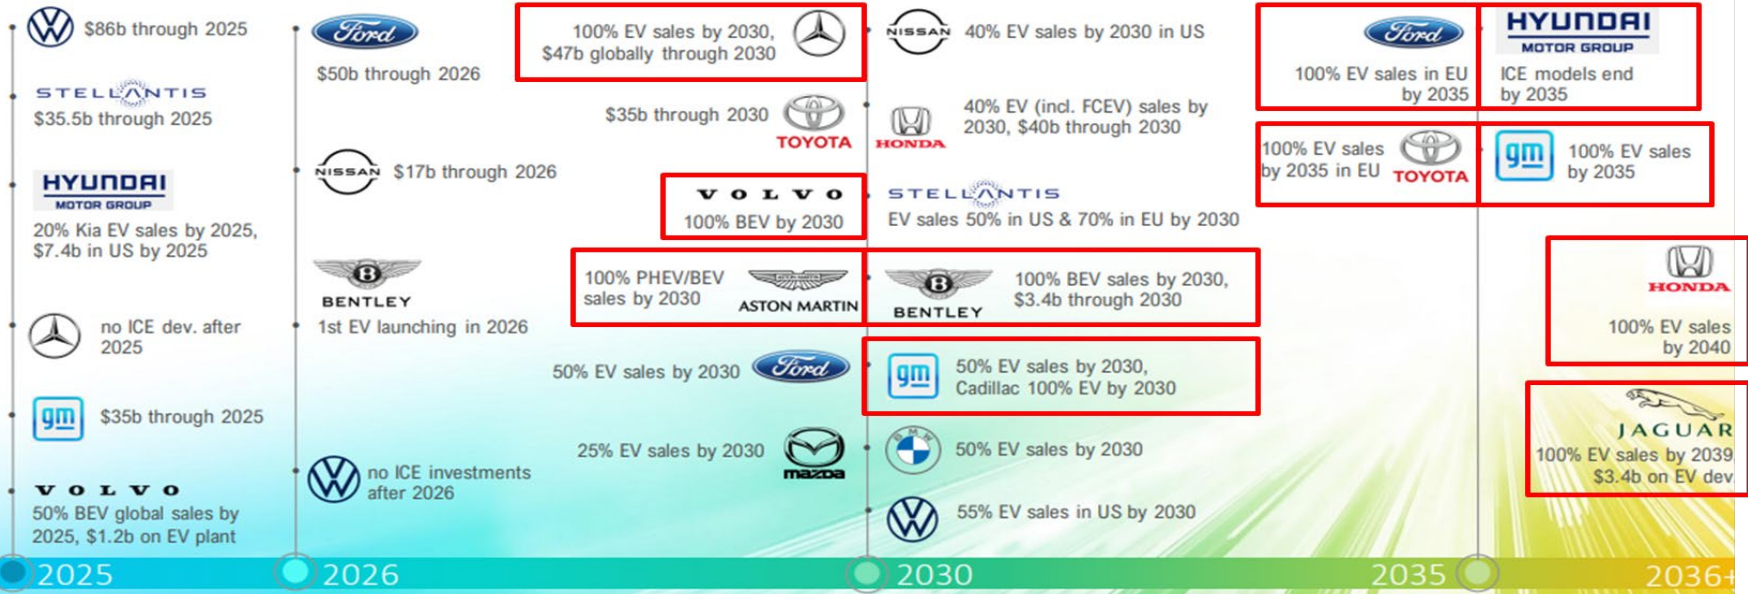 $86b through 2025
STELLANTIS
$35.5b through 2025
HYUNDAI
MOTOR GROUP
20% Kia EV sales by 2025,
$7.4b in US by 2025
no ICE dev. after
2025
gm
$35b through 2025
VOLVO
50% BEV global sales by
2025, $1.2b on EV plant
2025
Ford
$50b through 2026
NISSAN
$17b through 2026
B
BENTLEY
1st EV launching in 2026
no ICE investments
after 2026
2026
100% EV sales by 2030,
$47b globally through 2030
$35b through 2030
TOYOTA
VOLVO
100% BEV by 2030
100% PHEV/BEV
sales by 2030
ASTON MARTIN
50% EV sales by 2030
Ford
25% EV sales by 2030
mazda
NISSAN
40% EV sales by 2030 in US
40% EV (incl. FCEV) sales by
2030, $40b through 2030
HONDA
STELLANTIS
EV sales 50% in US & 70% in EU by 2030
B
BENTLEY
100% BEV sales by 2030,
$3.4b through 2030
gm
50% EV sales by 2030,
Cadillac 100% EV by 2030
BMW
50% EV sales by 2030
55% EV sales in US by 2030
2030
Ford
100% EV sales in EU
by 2035
HYUNDAI
MOTOR GROUP
ICE models end
by 2035
100% EV sales
by 2035 in EU
TOYOTA
gm
100% EV sales
by 2035
2035
HONDA
100% EV sales
by 2040
JAGUAR
100% EV sales by 2039
$3.4b on EV dev
2036+